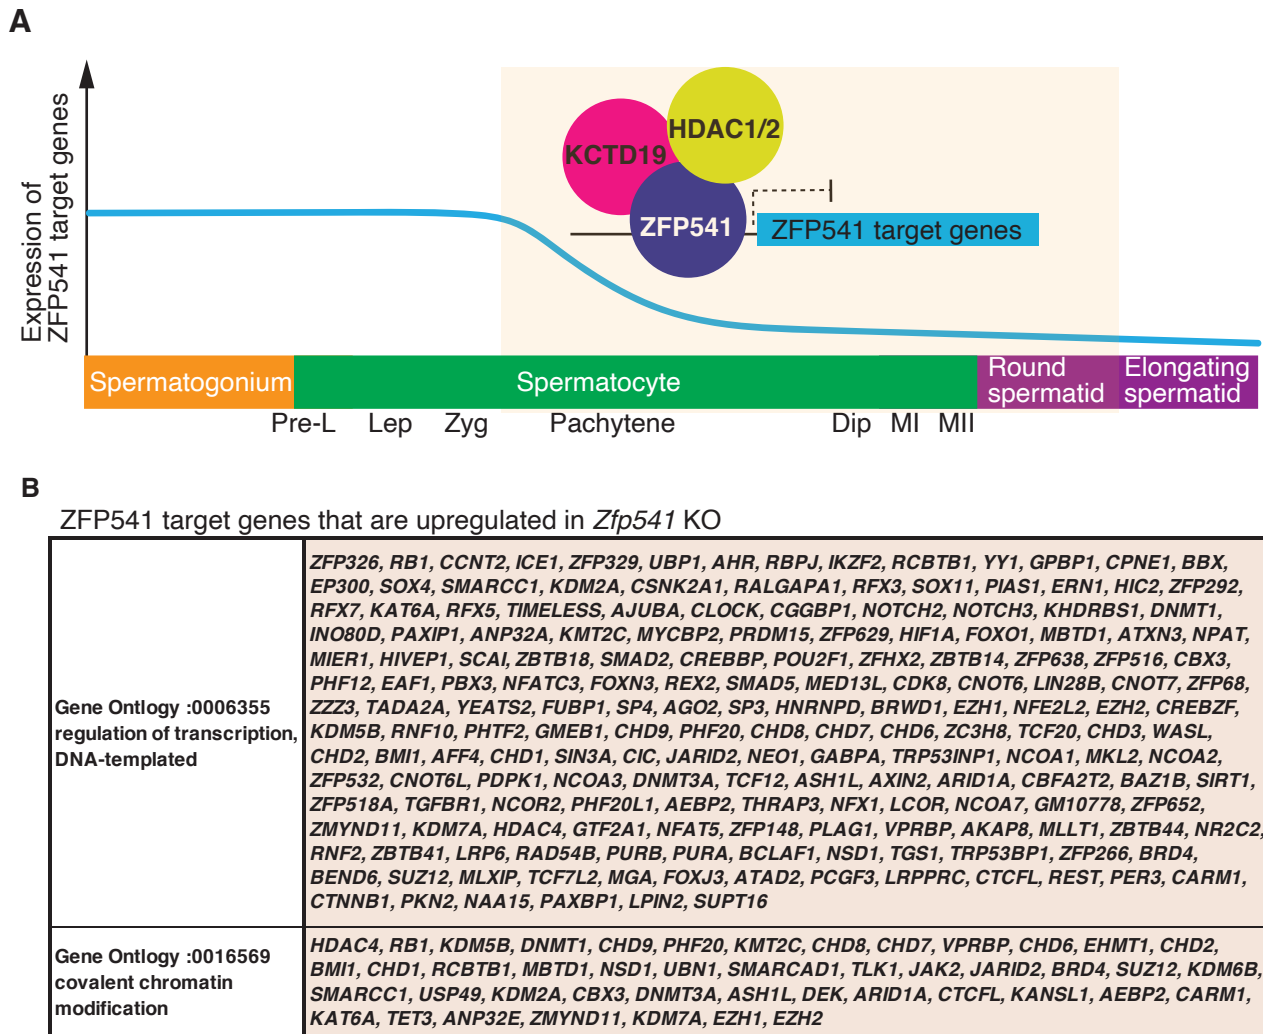 A
Expression of
ZFP541 target genes
KCTD19
HDAC1/2
ZFP541
ZFP541 target genes
Spermatogonium
Spermatocyte
Round
spermatid
Elongating
spermatid
Pre-L Lep Zyg Pachytene Dip MI MII
B
ZFP541 target genes that are upregulated in Zfp541 KO
Gene Ontlogy :0006355
regulation of transcription,
DNA-templated
ZFP326, RB1, CCNT2, ICE1, ZFP329, UBP1, AHR, RBPJ, IKZF2, RCBTB1, YY1, GPBP1, CPNE1, BBX,
EP300, SOX4, SMARCC1, KDM2A, CSNK2A1, RALGAPA1, RFX3, SOX11, PIAS1, ERN1, HIC2, ZFP292,
RFX7, KAT6A, RFX5, TIMELESS, AJUBA, CLOCK, CGGBP1, NOTCH2, NOTCH3, KHDRBS1, DNMT1,
INO80D, PAXIP1, ANP32A, KMT2C, MYCBP2, PRDM15, ZFP629, HIF1A, FOXO1, MBTD1, ATXN3, NPAT,
MIER1, HIVEP1, SCAI, ZBTB18, SMAD2, CREBBP, POU2F1, ZFHX2, ZBTB14, ZFP638, ZFP516, CBX3,
PHF12, EAF1, PBX3, NFATC3, FOXN3, REX2, SMAD5, MED13L, CDK8, CNOT6, LIN28B, CNOT7, ZFP68,
ZZZ3, TADA2A, YEATS2, FUBP1, SP4, AGO2, SP3, HNRNPD, BRWD1, EZH1, NFE2L2, EZH2, CREBZF,
KDM5B, RNF10, PHTF2, GMEB1, CHD9, PHF20, CHD8, CHD7, CHD6, ZC3H8, TCF20, CHD3, WASL,
CHD2, BMI1, AFF4, CHD1, SIN3A, CIC, JARID2, NEO1, GABPA, TRP53INP1, NCOA1, MKL2, NCOA2,
ZFP532, CNOT6L, PDPK1, NCOA3, DNMT3A, TCF12, ASH1L, AXIN2, ARID1A, CBFA2T2, BAZ1B, SIRT1,
ZFP518A, TGFBR1, NCOR2, PHF20L1, AEBP2, THRAP3, NFX1, LCOR, NCOA7, GM10778, ZFP652,
ZMYND11, KDM7A, HDAC4, GTF2A1, NFAT5, ZFP148, PLAG1, VPRBP, AKAP8, MLLT1, ZBTB44, NR2C2,
RNF2, ZBTB41, LRP6, RAD54B, PURB, PURA, BCLAF1, NSD1, TGS1, TRP53BP1, ZFP266, BRD4,
BEND6, SUZ12, MLXIP, TCF7L2, MGA, FOXJ3, ATAD2, PCGF3, LRPPRC, CTCFL, REST, PER3, CARM1,
CTNNB1, PKN2, NAA15, PAXBP1, LPIN2, SUPT16
Gene Ontlogy :0016569
covalent chromatin
modification
HDAC4, RB1, KDM5B, DNMT1, CHD9, PHF20, KMT2C, CHD8, CHD7, VPRBP, CHD6, EHMT1, CHD2,
BMI1, CHD1, RCBTB1, MBTD1, NSD1, UBN1, SMARCAD1, TLK1, JAK2, JARID2, BRD4, SUZ12, KDM6B,
SMARCC1, USP49, KDM2A, CBX3, DNMT3A, ASH1L, DEK, ARID1A, CTCFL, KANSL1, AEBP2, CARM1,
KAT6A, TET3, ANP32E, ZMYND11, KDM7A, EZH1, EZH2